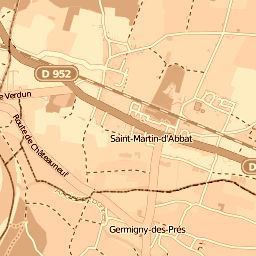 D 952
e Verdun
Route de Châteauneuf
Saint-Martin-d'Abbat
D
Germigny-des-Prés